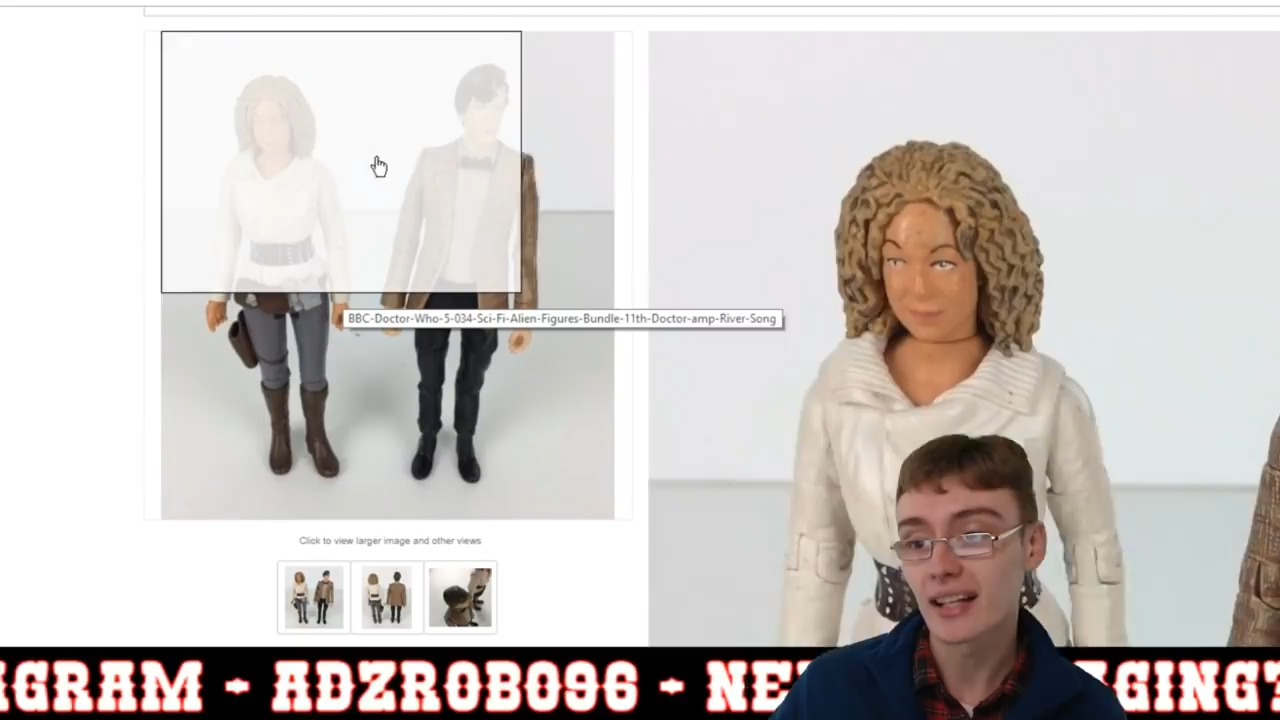 BBC-Doctor-Who-5-034-Sci-Fi-Alien-Figures-Bundle-11th-Doctor-amp-River-Song
Click to view larger image and other views
GRAM - ADZROB096 - NE GING?